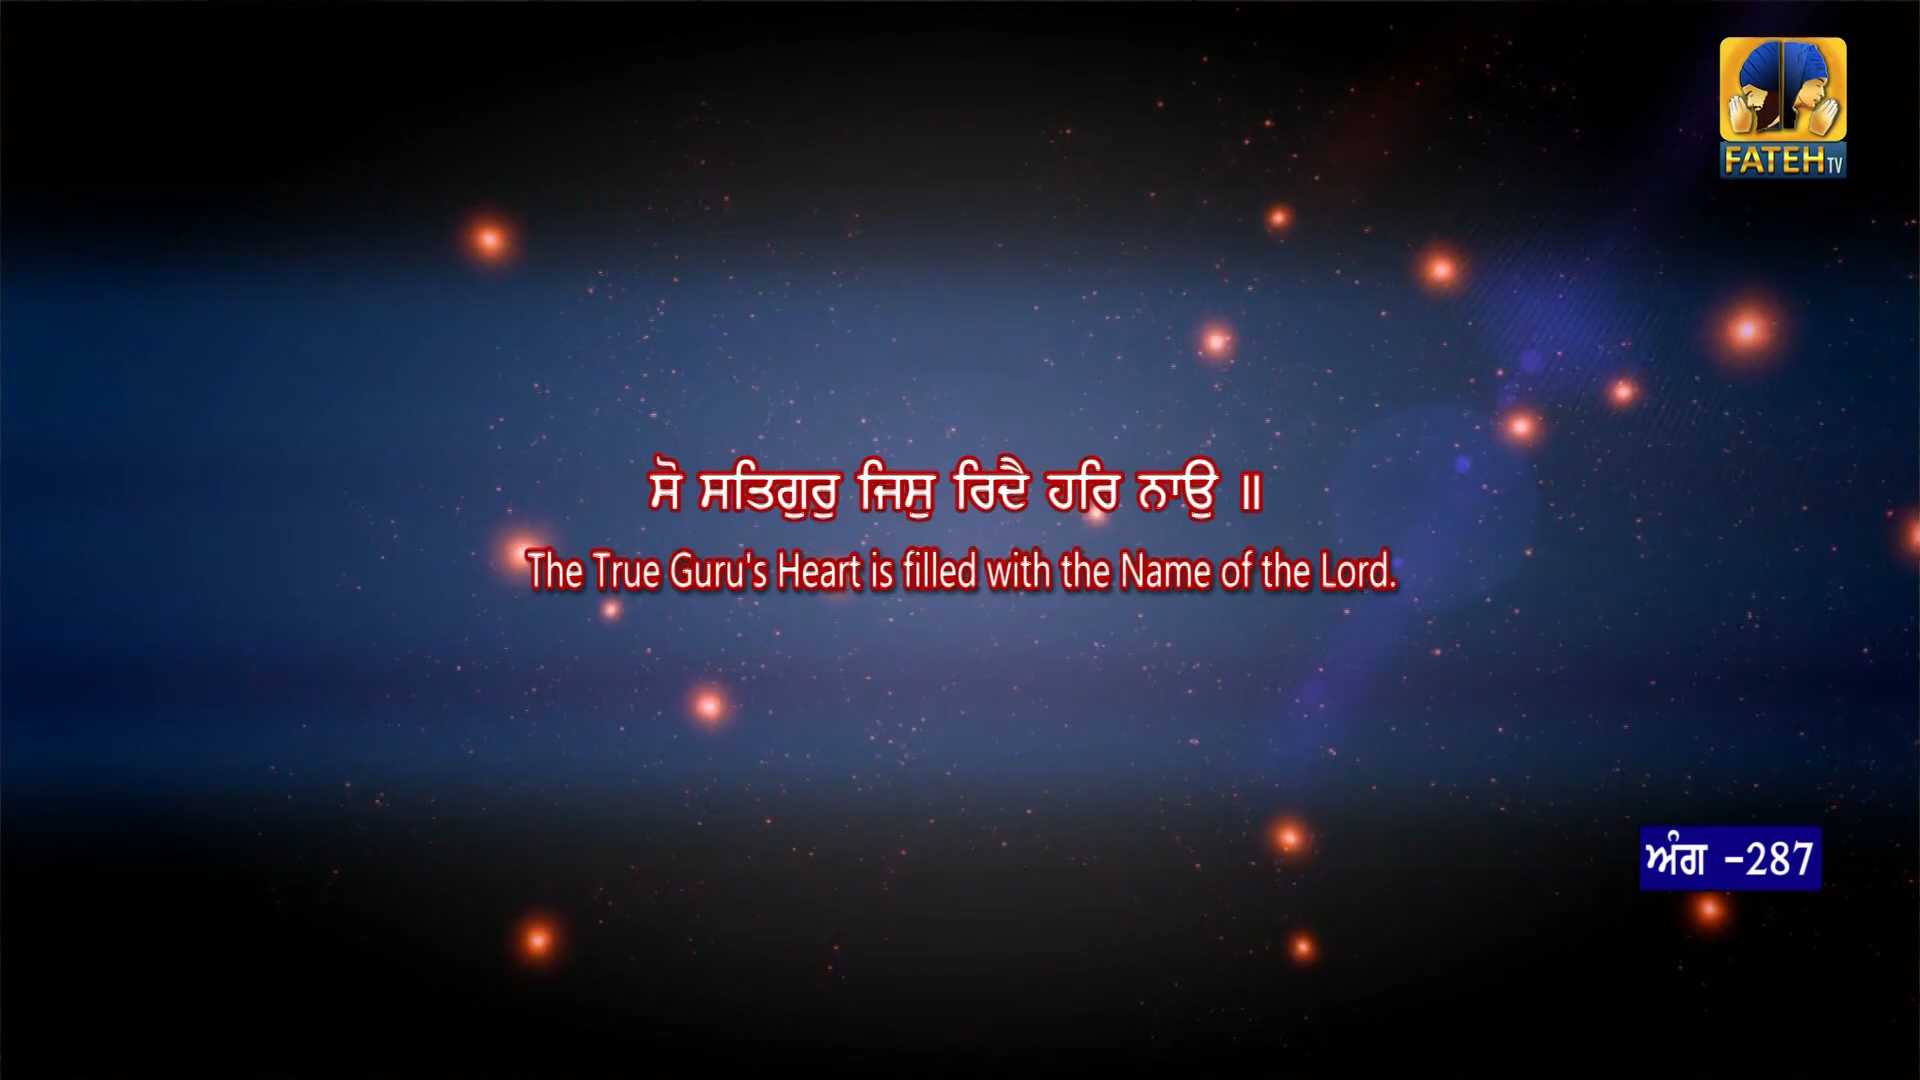 FATEH TV
ਸੋ ਸਤਿਗੁਰੁ ਜਿਸੁ ਰਿਦੈ ਹਰਿ ਨਾਉ ॥
The True Guru's Heart is filled with the Name of the Lord.
ਅੰਗ -287